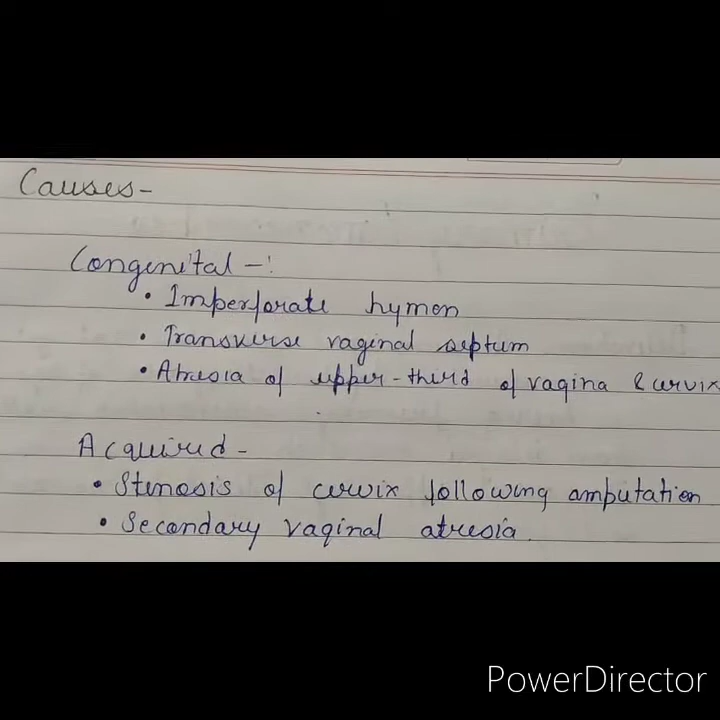 Causes-
Congenital -:
• Imperforate hymen
• Transverse vaginal septum
• Atresia of upper-third of vagina & cervix
Acquired -
• Stenosis of cervix following amputation
• Secondary vaginal atresia.
PowerDirector